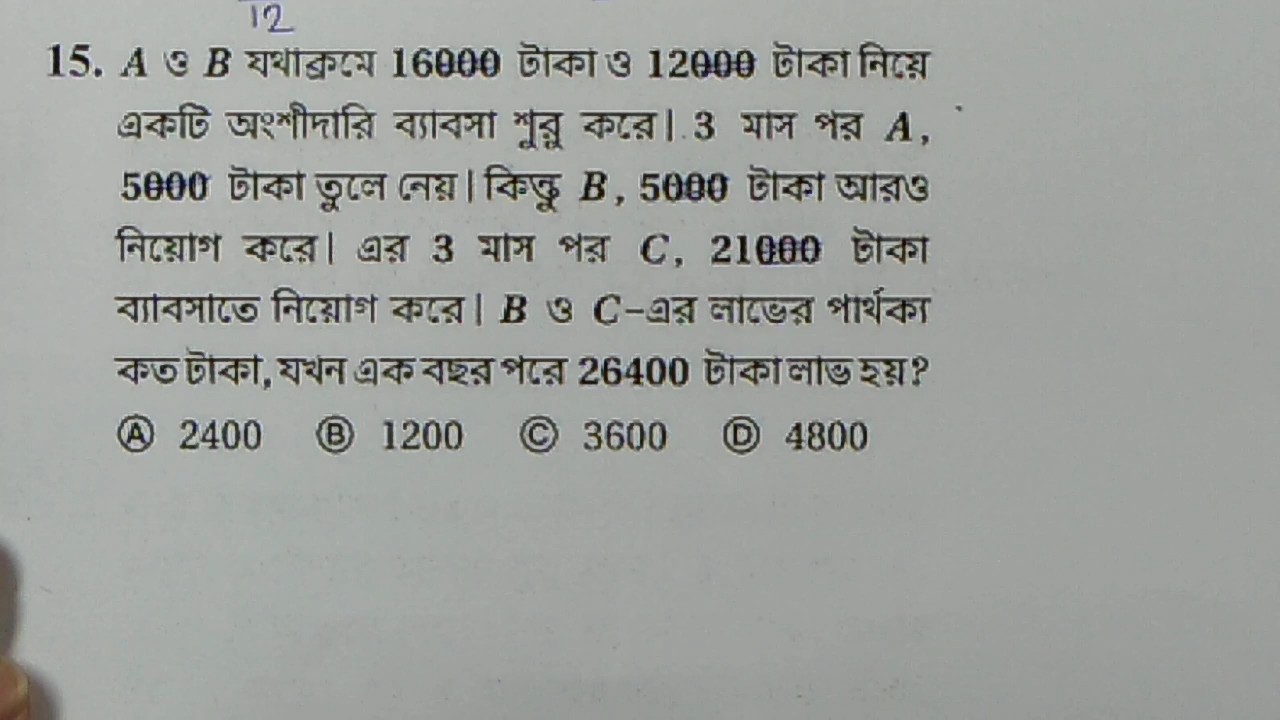 12
15. A ও B যথাক্রমে 16000 টাকা ও 12000 টাকা নিয়ে
একটি অংশীদারি ব্যাবসা শুরু করে। 3 মাস পর A,
5000 টাকা তুলে নেয়। কিন্তু B, 5000 টাকা আরও
নিয়োগ করে। এর 3 মাস পর C, 21000 টাকা
ব্যাবসাতে নিয়োগ করে। B ও C-এর লাভের পার্থক্য
কত টাকা, যখন এক বছর পরে 26400 টাকা লাভ হয়?
Ⓐ 2400 Ⓑ 1200 Ⓒ 3600 Ⓓ 4800